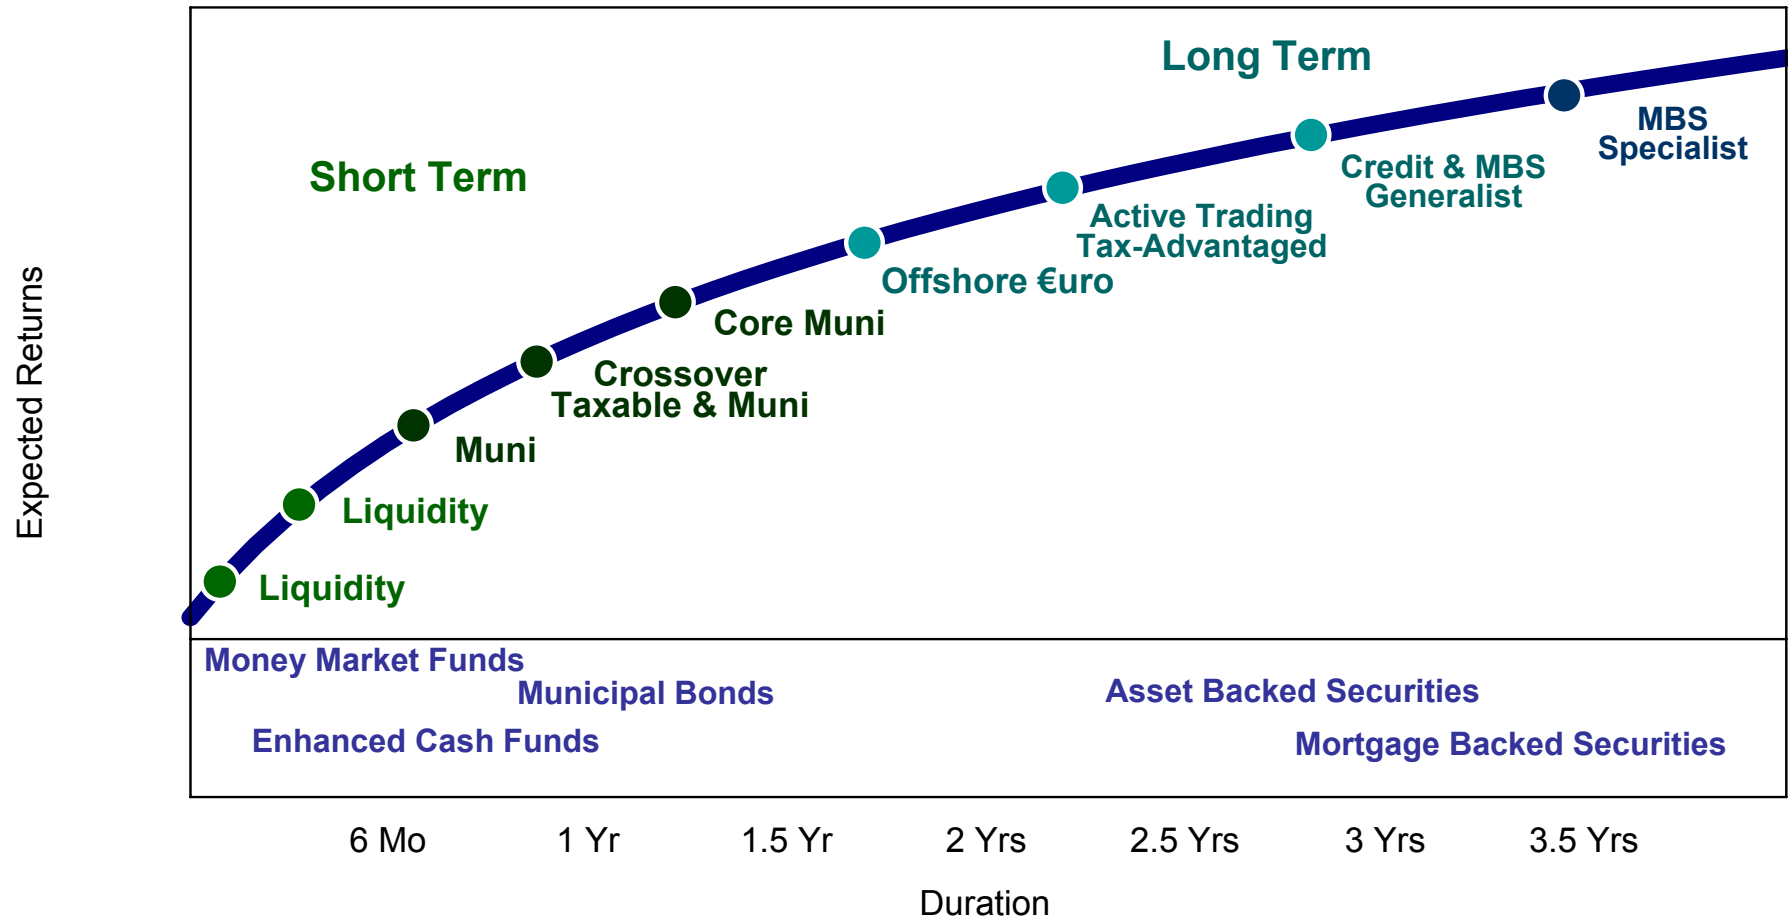 Long Term
Short Term
MBS
Specialist
Credit & MBS
Generalist
Active Trading
Tax-Advantaged
Offshore €uro
Core Muni
Crossover
Taxable & Muni
Muni
Liquidity
Liquidity
Expected Returns
Money Market Funds
Municipal Bonds
Asset Backed Securities
Enhanced Cash Funds
Mortgage Backed Securities
6 Mo
1 Yr
1.5 Yr
2 Yrs
2.5 Yrs
3 Yrs
3.5 Yrs
Duration